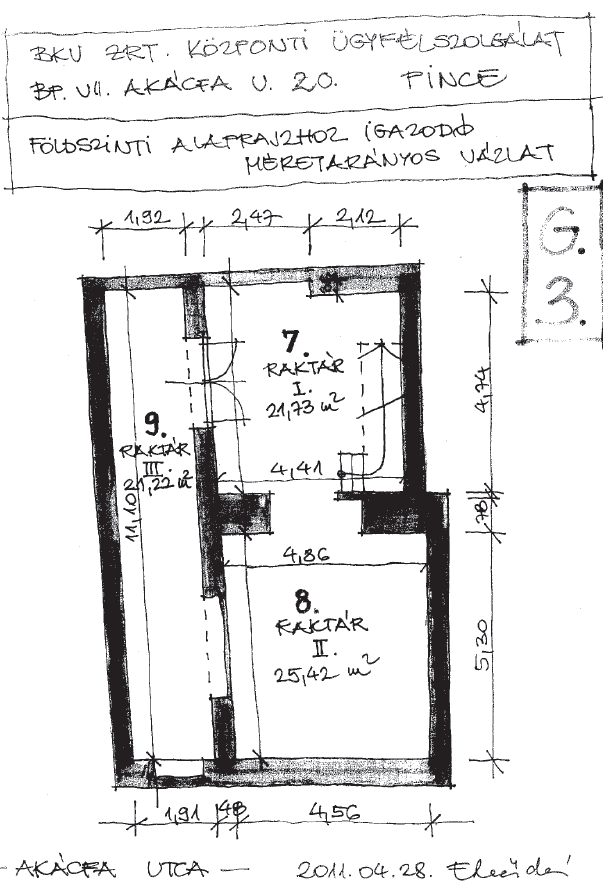 BKV ZRT. KÖZPONTI ÜGYFÉLSZOLGÁLAT
BP. VII. AKÁCFA U. 20. PINCE
FÖLDSZINTI ALAPRAJZHOZ IGAZODÓ
MÉRETARÁNYOS VÁZLAT
G.
3.
1,92 2,47 2,12
7.
RAKTÁR
I.
21,73 m²
4,74
9.
RAKTÁR
III.
21,22 m²
11,10
4,41
,78
4,86
8.
RAKTÁR
II.
25,42 m²
5,30
1,91 48 4,56
- AKÁCFA UTCA - 2011.04.28.